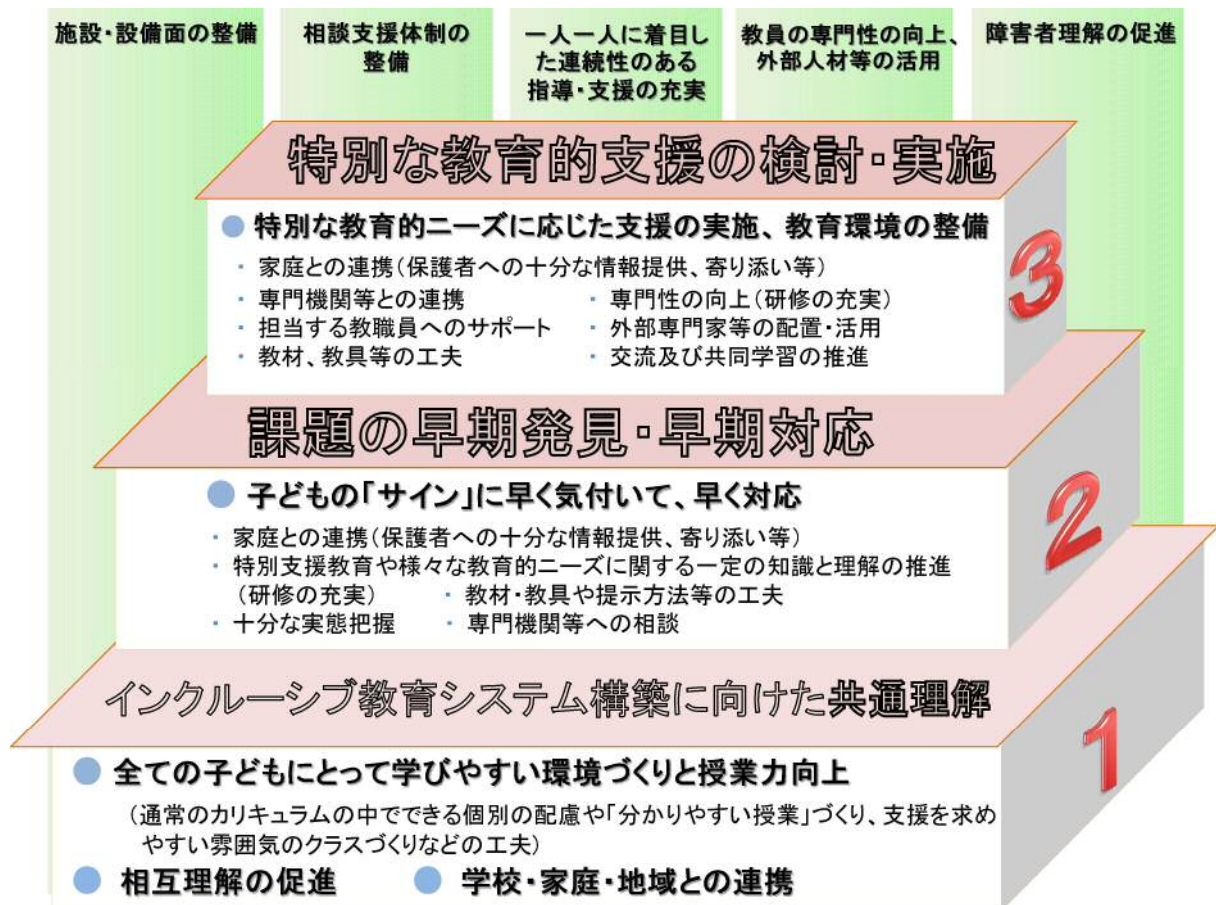 施設・設備面の整備
相談支援体制の
整備
一人一人に着目し
た連続性のある
指導・支援の充実
教員の専門性の向上、
外部人材等の活用
障害者理解の促進
特別な教育的支援の検討・実施
● 特別な教育的ニーズに応じた支援の実施、教育環境の整備
・ 家庭との連携(保護者への十分な情報提供、寄り添い等)
・ 専門機関等との連携 ・ 専門性の向上(研修の充実)
・ 担当する教職員へのサポート ・ 外部専門家等の配置・活用
・ 教材、教具等の工夫 ・ 交流及び共同学習の推進
3
課題の早期発見・早期対応
● 子どもの「サイン」に早く気付いて、早く対応
・ 家庭との連携(保護者への十分な情報提供、寄り添い等)
・ 特別支援教育や様々な教育的ニーズに関する一定の知識と理解の推進
(研修の充実) ・ 教材・教具や提示方法等の工夫
・ 十分な実態把握 ・ 専門機関等への相談
2
インクルーシブ教育システム構築に向けた共通理解
● 全ての子どもにとって学びやすい環境づくりと授業力向上
(通常のカリキュラムの中でできる個別の配慮や「分かりやすい授業」づくり、支援を求め
やすい雰囲気のクラスづくりなどの工夫)
● 相互理解の促進 ● 学校・家庭・地域との連携
1